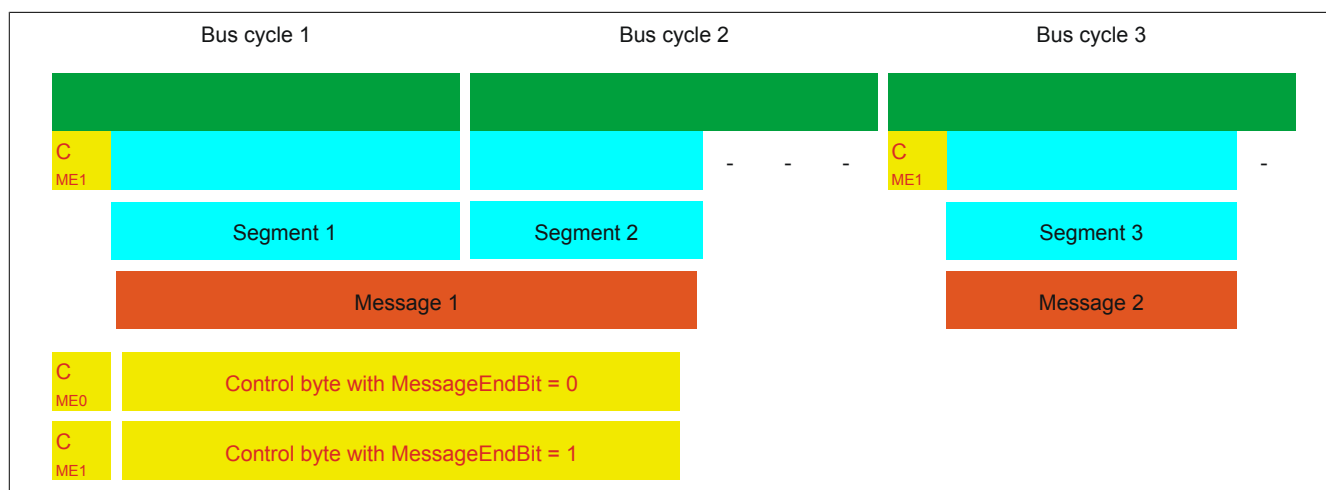 Bus cycle 1 Bus cycle 2 Bus cycle 3
C - - - C -
ME1 ME1
Segment 1 Segment 2 Segment 3
Message 1 Message 2
C Control byte with MessageEndBit = 0
ME0
C Control byte with MessageEndBit = 1
ME1